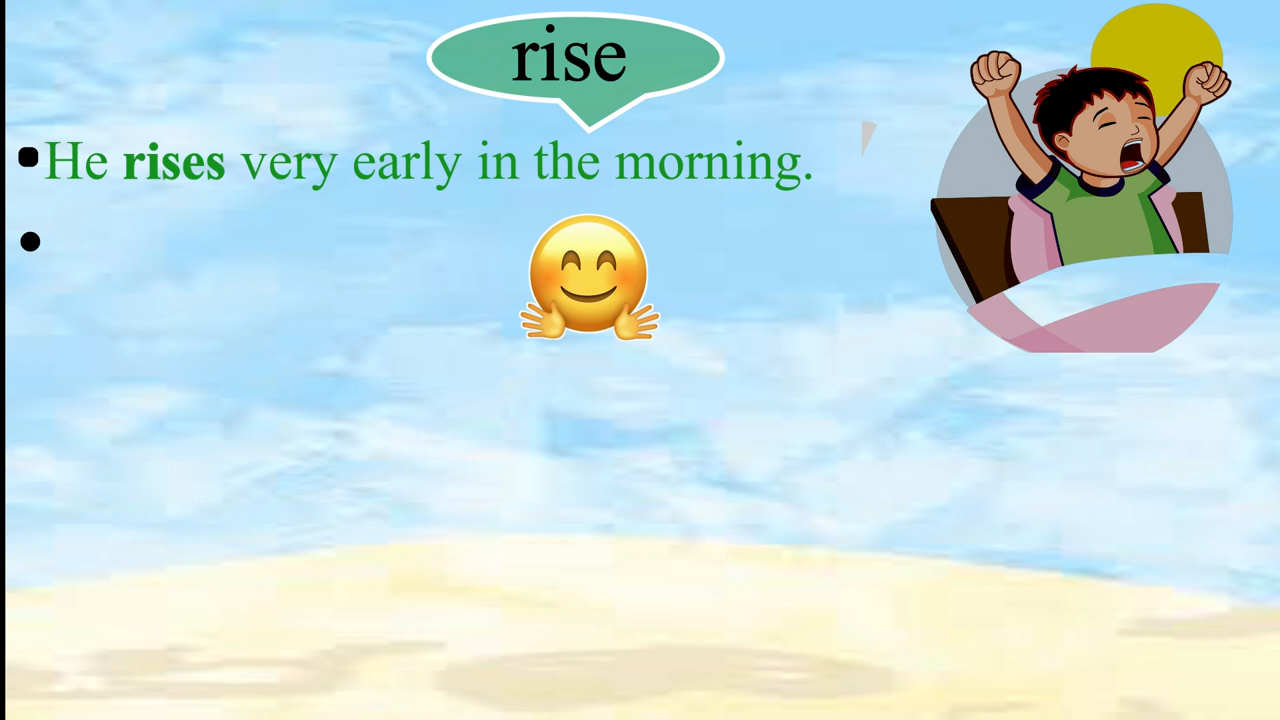 rise
•He rises very early in the morning.
•